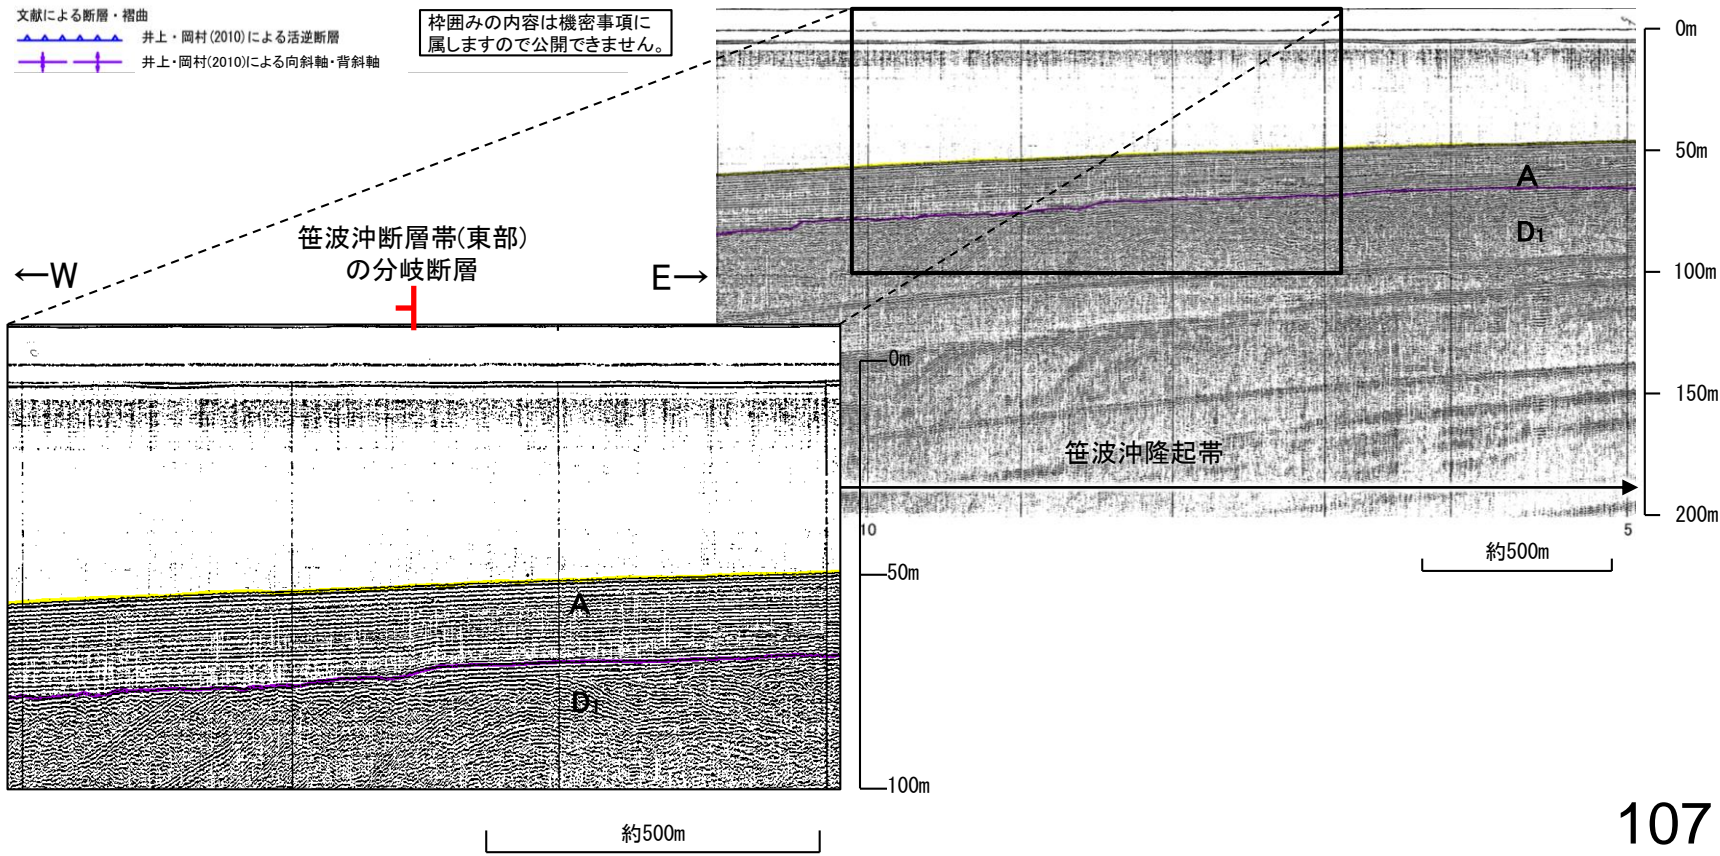 文献による断層・褶曲
井上・岡村(2010)による活逆断層
井上・岡村(2010)による向斜軸・背斜軸
枠囲みの内容は機密事項に
属しますので公開できません。
0m
50m
A
D1
100m
150m
笹波沖隆起帯
200m
10
5
約500m
笹波沖断層帯(東部)
の分岐断層
←W
E→
0m
50m
A
D1
100m
約500m
107